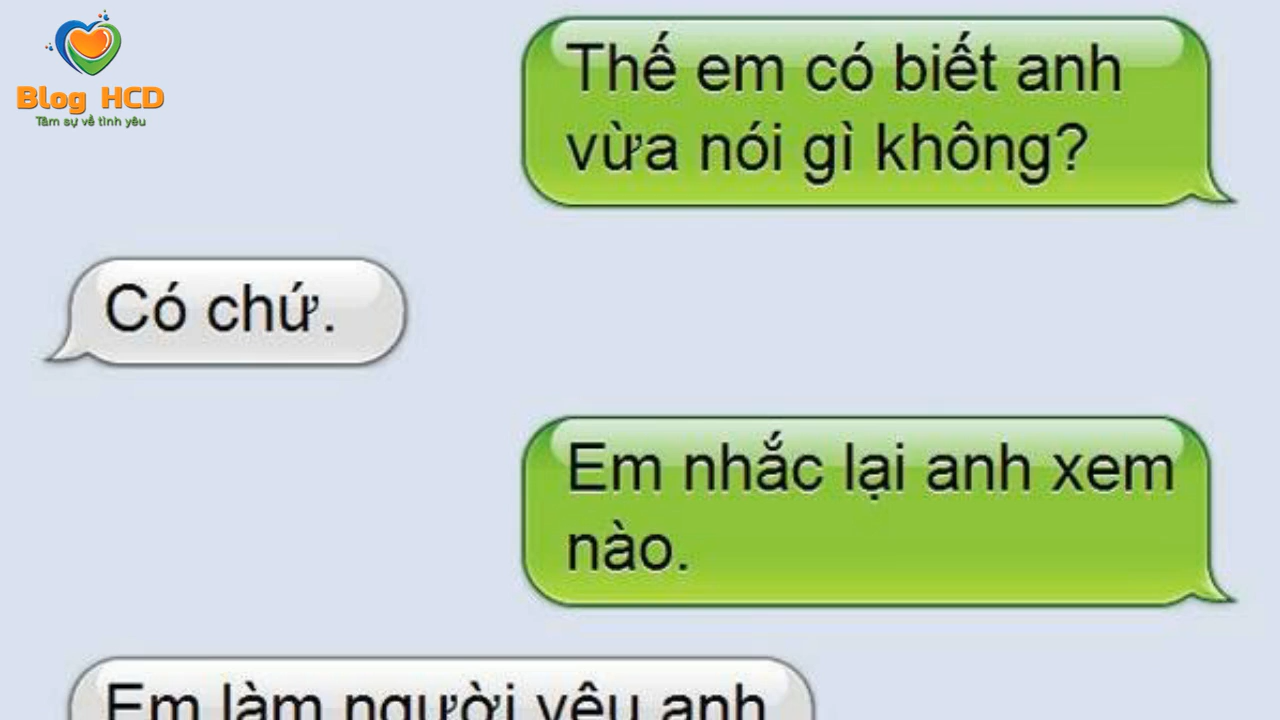 Blog HCD
Tâm sự về tình yêu
Thế em có biết anh
vừa nói gì không?
Có chứ.
Em nhắc lại anh xem
nào.
Em làm người yêu anh